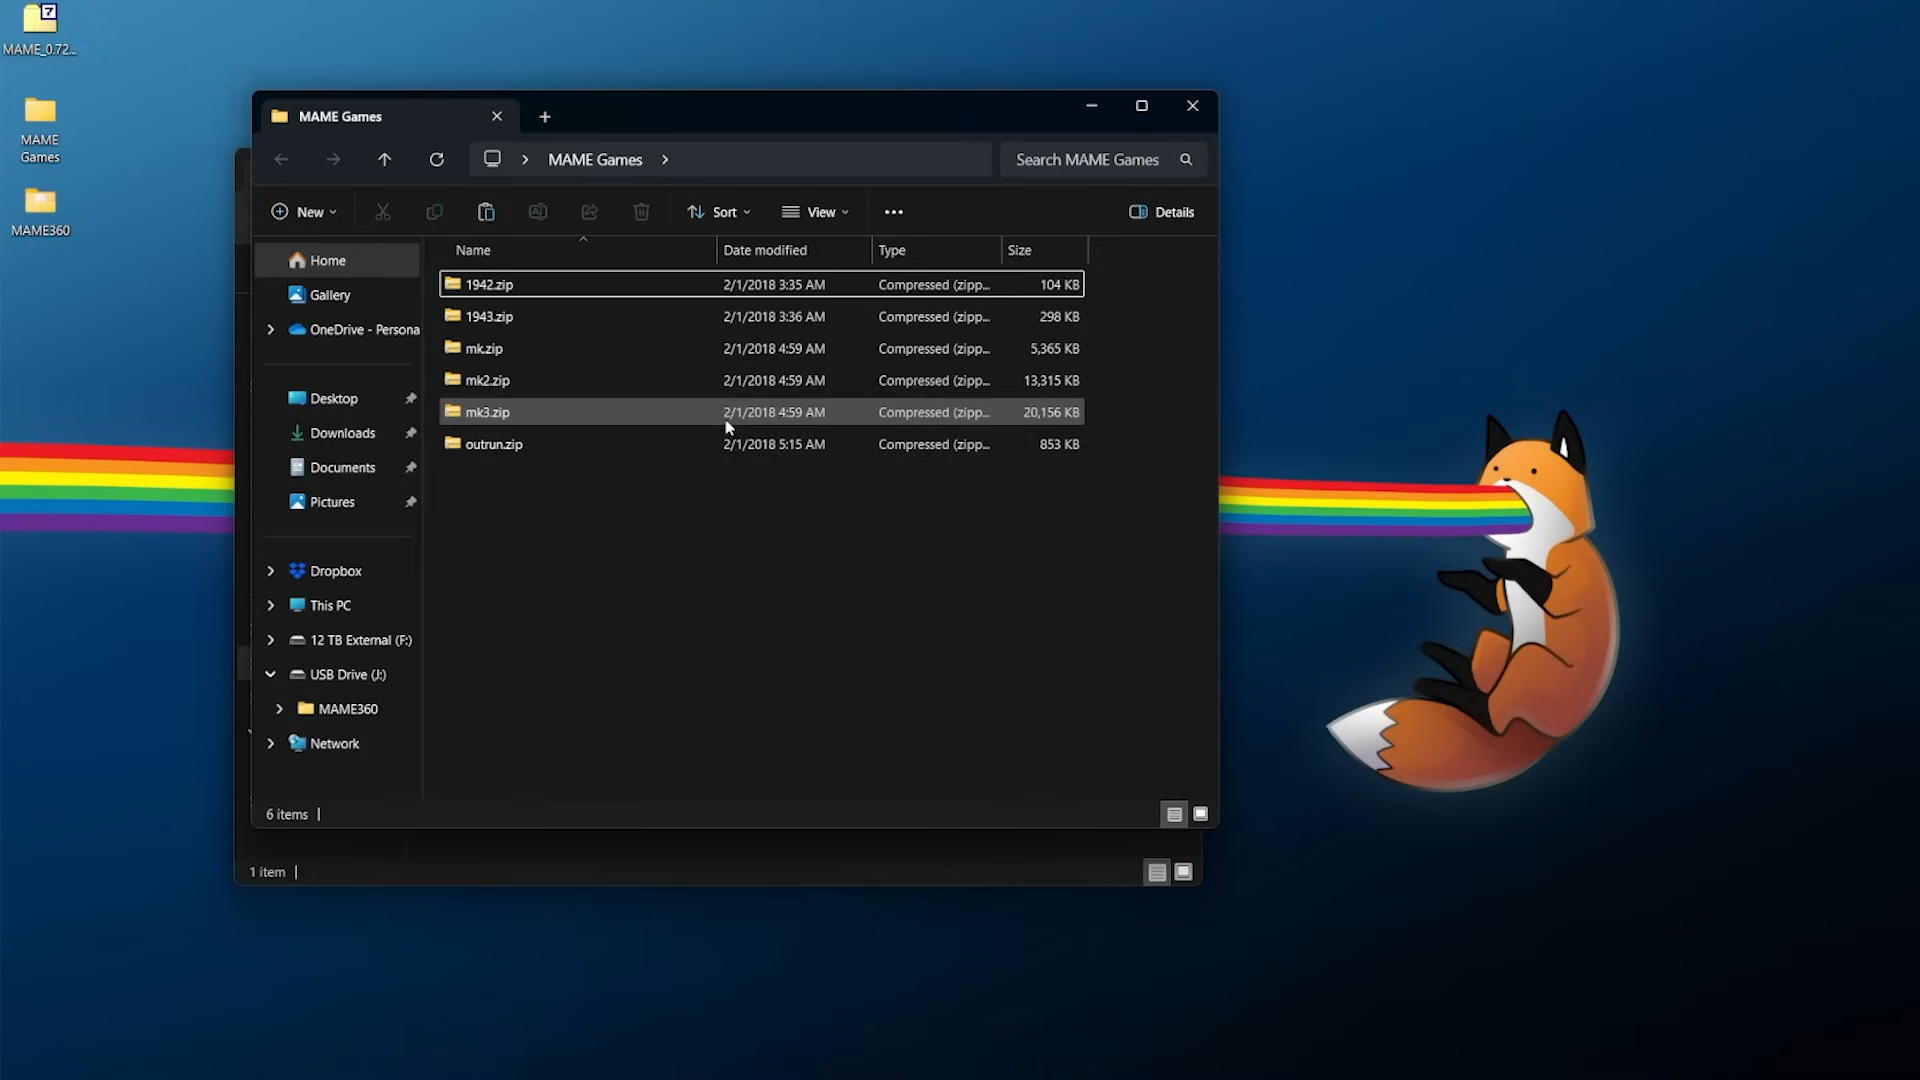 MAME_0.72...
MAME
Games
MAME360
MAME Games
MAME Games
Search MAME Games
New
Sort
View
Details
Name
Date modified
Type
Size
1942.zip 2/1/2018 3:35 AM Compressed (zipp... 104 KB
1943.zip 2/1/2018 3:36 AM Compressed (zipp... 298 KB
mk.zip 2/1/2018 4:59 AM Compressed (zipp... 5,365 KB
mk2.zip 2/1/2018 4:59 AM Compressed (zipp... 13,315 KB
mk3.zip 2/1/2018 4:59 AM Compressed (zipp... 20,156 KB
outrun.zip 2/1/2018 5:15 AM Compressed (zipp... 853 KB
Home
Gallery
OneDrive - Persona
Desktop
Downloads
Documents
Pictures
Dropbox
This PC
12 TB External (F:)
USB Drive (J:)
MAME360
Network
6 items
1 item